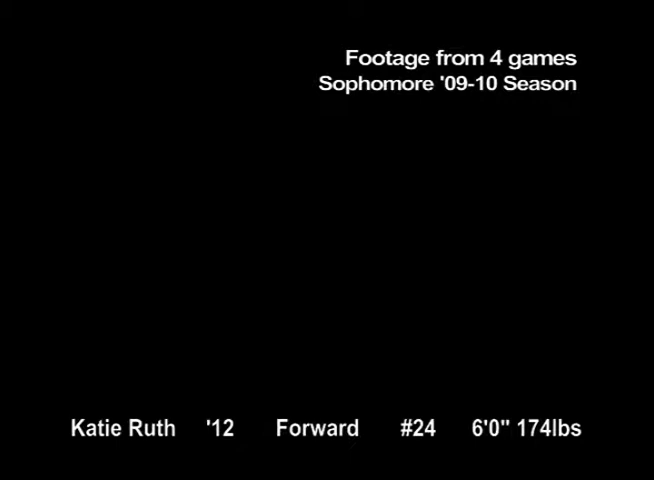 Footage from 4 games
Sophomore '09-10 Season
Katie Ruth '12 Forward #24 6'0" 174lbs